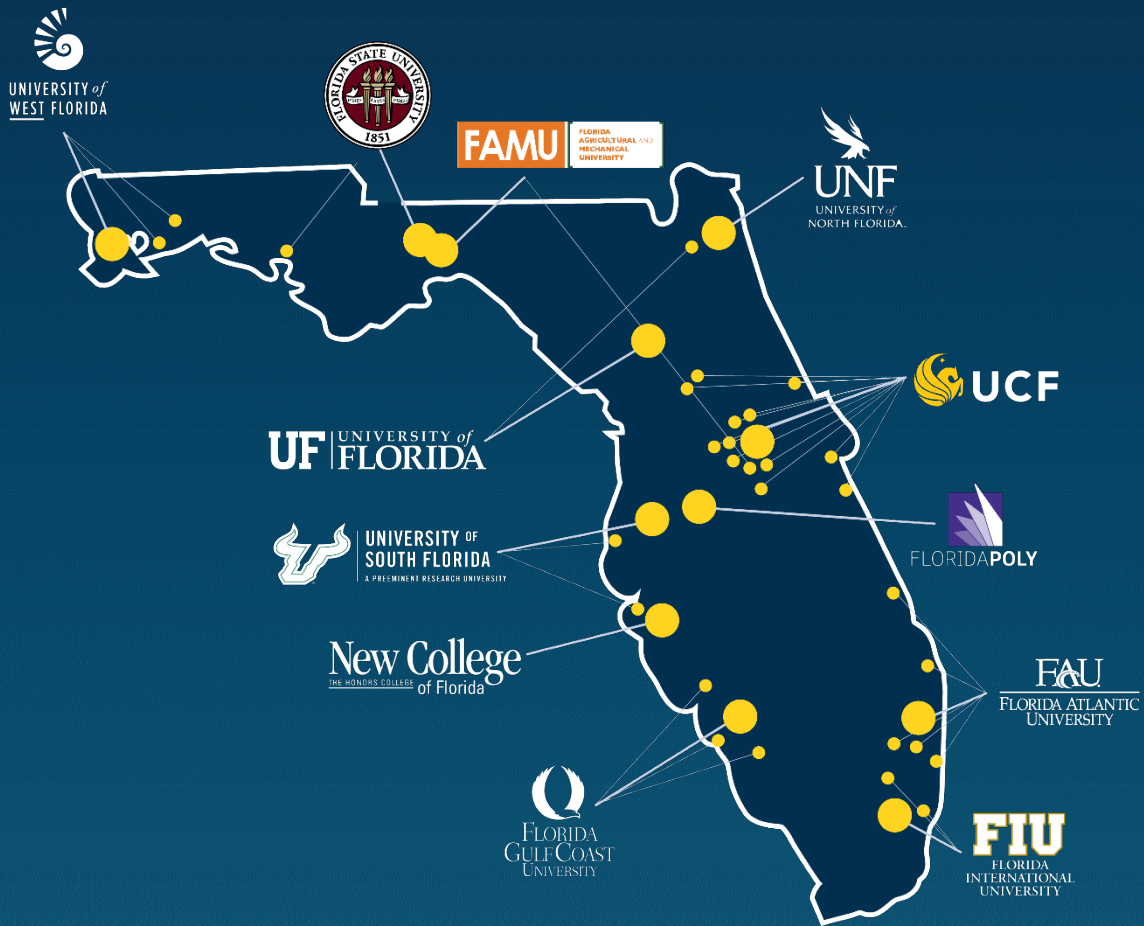 UNIVERSITY of
WEST FLORIDA
FLORIDA STATE UNIVERSITY
1851
FAMU
FLORIDA
AGRICULTURAL AND
MECHANICAL
UNIVERSITY
UNF
UNIVERSITY of
NORTH FLORIDA
UCF
UF
UNIVERSITY of
FLORIDA
UNIVERSITY OF
SOUTH FLORIDA
A PREEMINENT RESEARCH UNIVERSITY
FLORIDAPOLY
New College
THE HONORS COLLEGE
of Florida
FAU
FLORIDA ATLANTIC
UNIVERSITY
FLORIDA
GULF COAST
UNIVERSITY
FIU
FLORIDA
INTERNATIONAL
UNIVERSITY